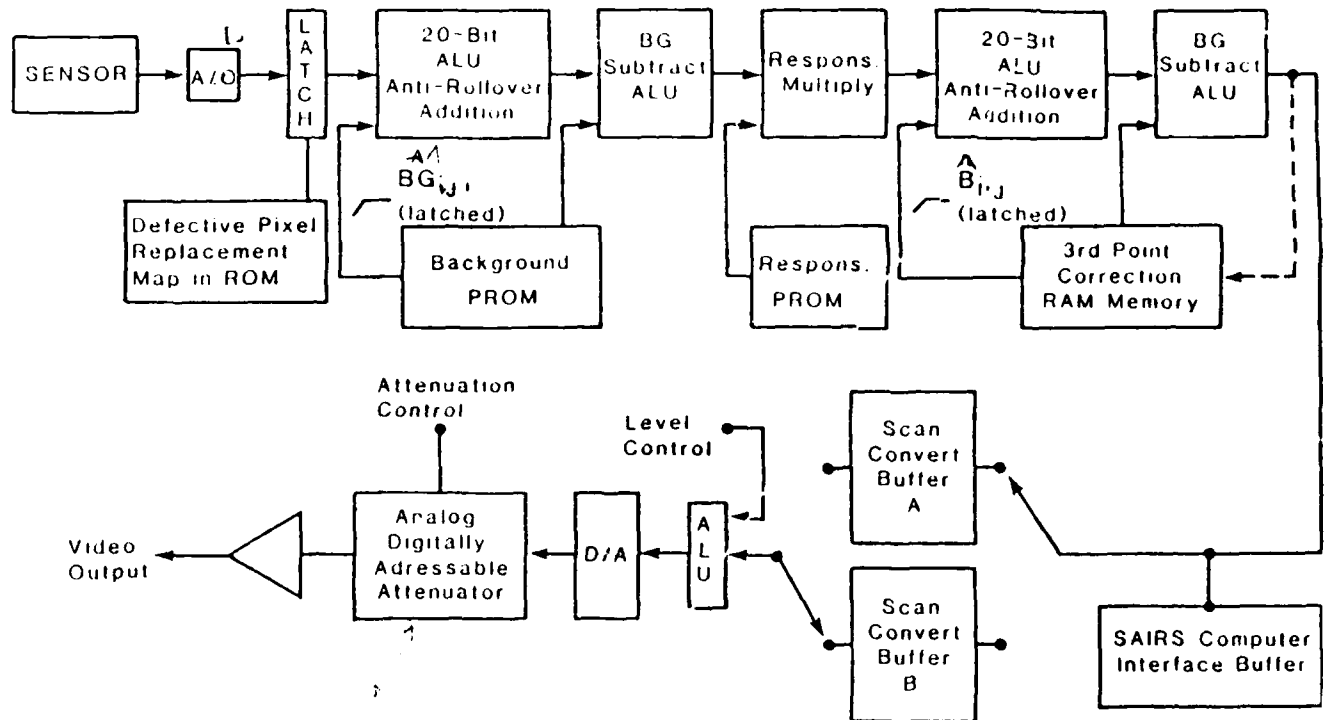 SENSOR
A/D
LATCH
20-Bit
ALU
Anti-Rollover
Addition
BG
Subtract
ALU
Respons.
Multiply
20-Bit
ALU
Anti-Rollover
Addition
BG
Subtract
ALU
Defective Pixel
Replacement
Map in ROM
BG i,j
(latched)
Background
PROM
Respons.
PROM
B i,j
(latched)
3rd Point
Correction
RAM Memory
Attenuation
Control
Level
Control
Scan
Convert
Buffer
A
Video
Output
Analog
Digitally
Adressable
Attenuator
D/A
ALU
Scan
Convert
Buffer
B
SAIRS Computer
Interface Buffer